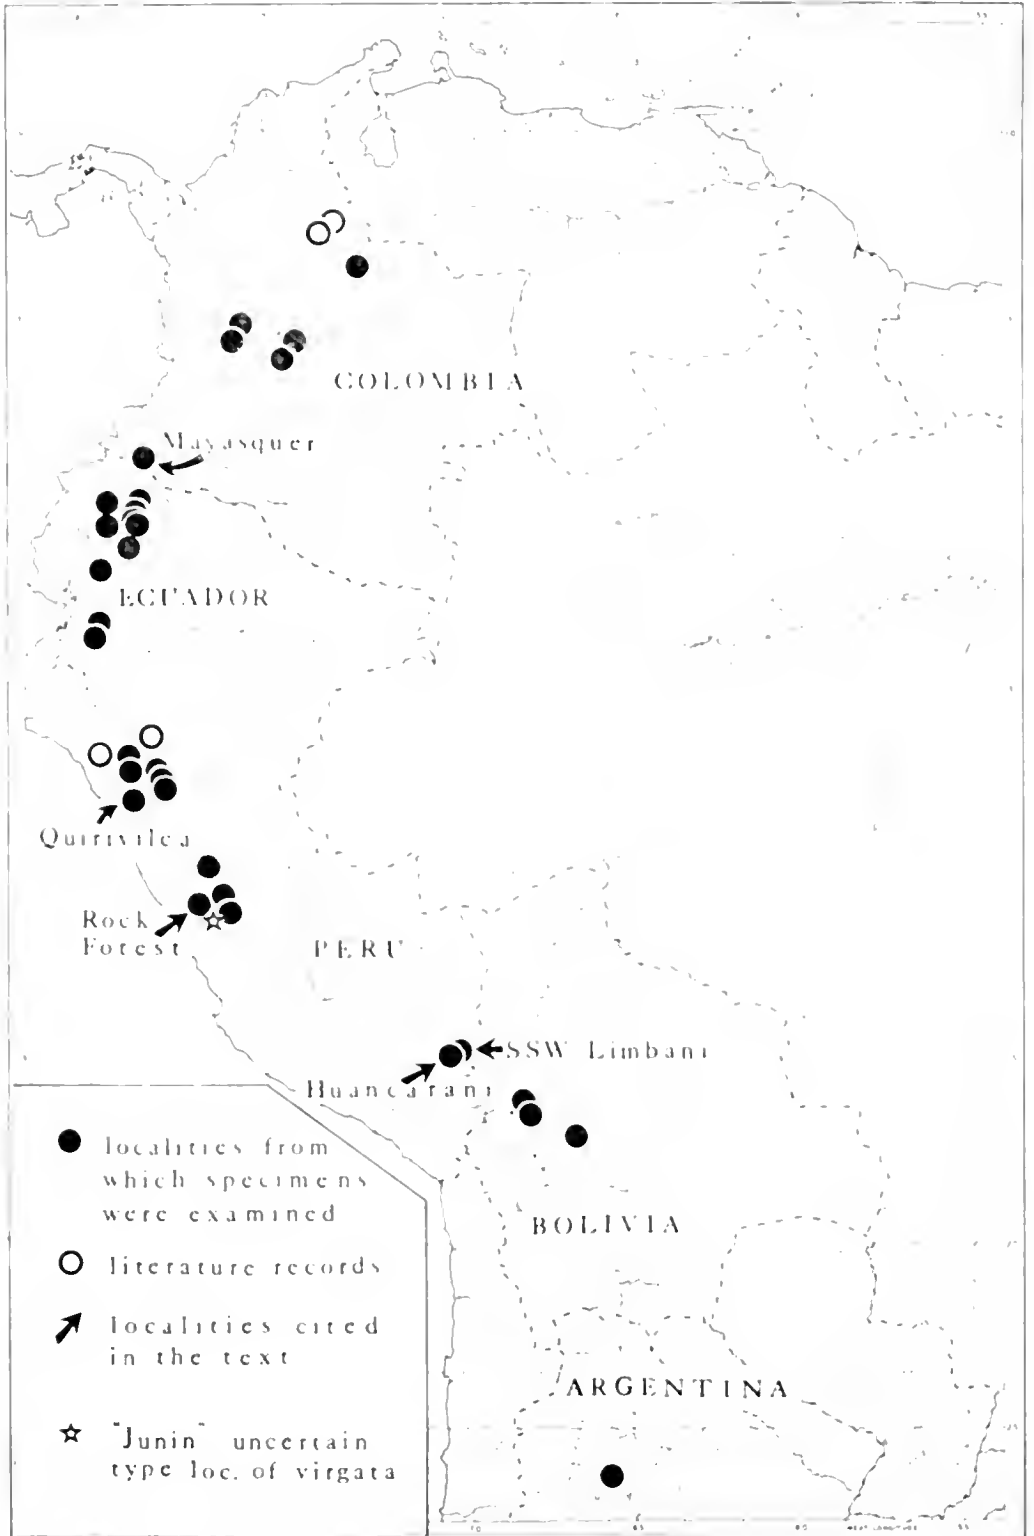 COLOMBIA
Mayasquer
ECUADOR
Quirivilca
Rock
Forest
PERU
SSW Limbani
Huancarani
BOLIVIA
ARGENTINA
localities from
which specimens
were examined
literature records
localities cited
in the text
"Junin" uncertain
type loc. of virgata